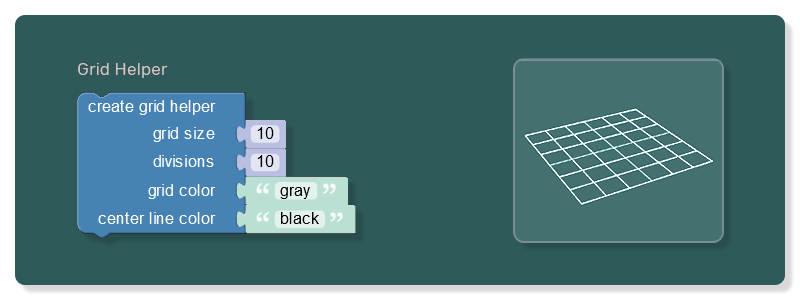 Grid Helper
create grid helper
grid size 10
divisions 10
grid color “ gray ”
center line color “ black ”